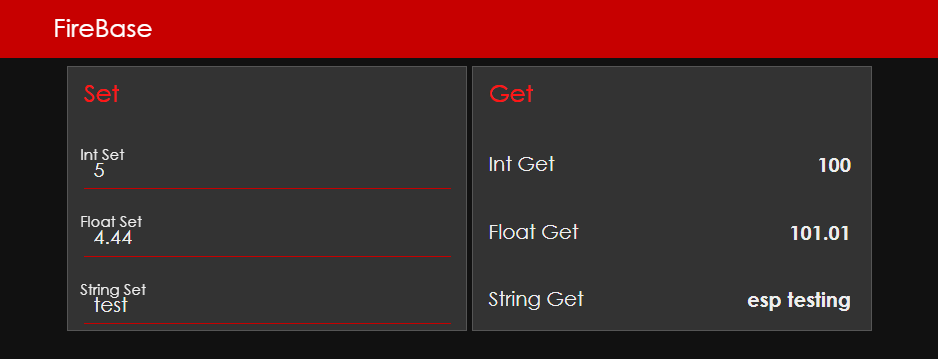 FireBase
Set
Int Set
5
Float Set
4.44
String Set
test
Get
Int Get 100
Float Get 101.01
String Get esp testing